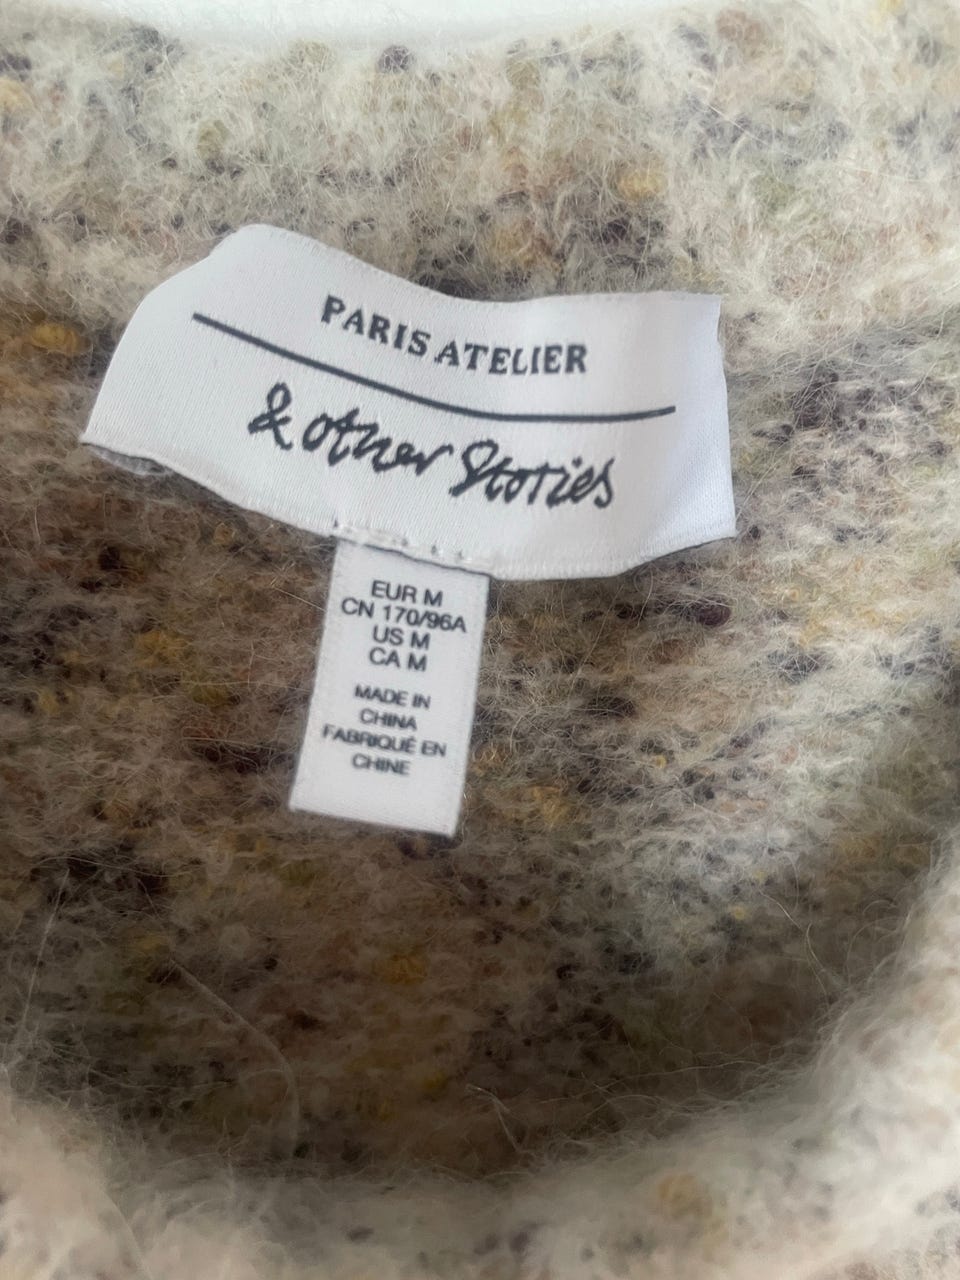 PARIS ATELIER
& other Stories
EUR M
CN 170/96A
US M
CA M
MADE IN
CHINA
FABRIQUÉ EN
CHINE